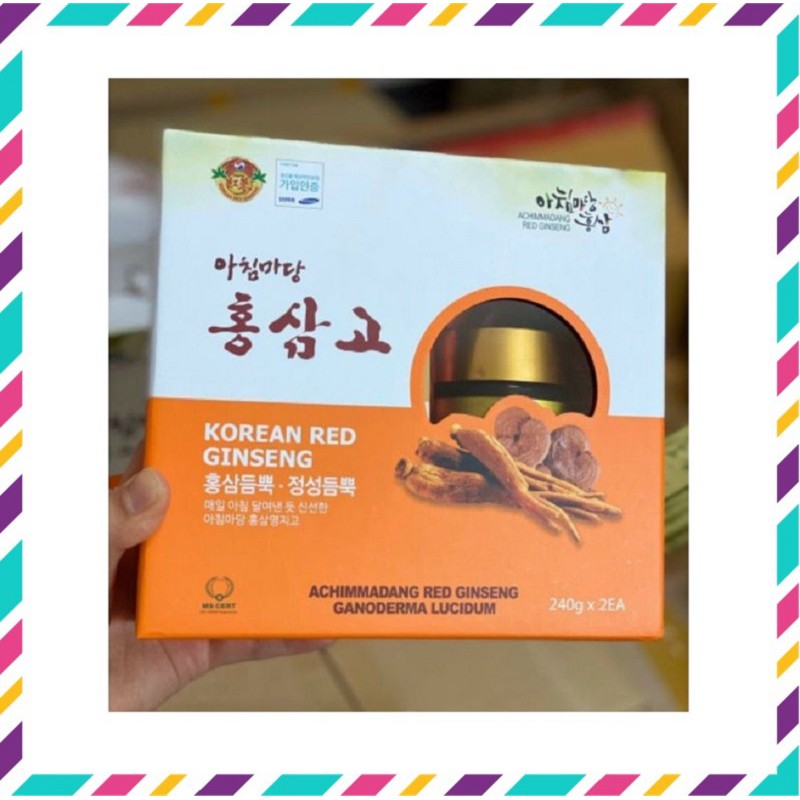 가입인증
아침마당
홍삼
ACHIMMADANG
RED GINSENG
아침마당
홍삼고
KOREAN RED
GINSENG
홍삼듬뿍 · 정성듬뿍
매일 아침 달여낸 듯 신선한
아침마당 홍삼영지고
MS CERT
ACHIMMADANG RED GINSENG
GANODERMA LUCIDUM
240g x 2EA